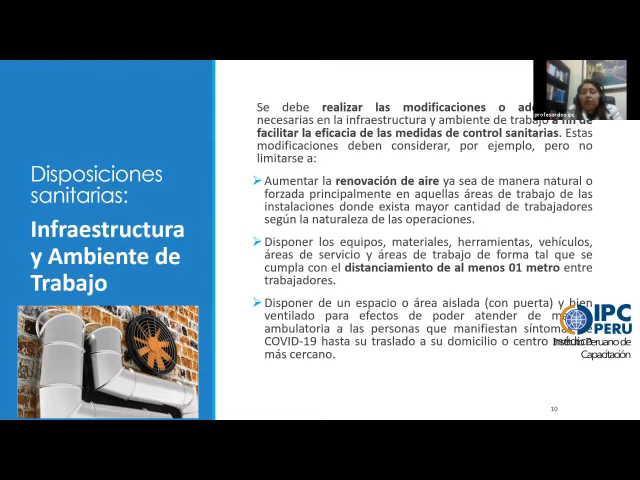 Disposiciones
sanitarias:
Infraestructura
y Ambiente de
Trabajo
Se debe realizar las modificaciones o
necesarias en la infraestructura y ambiente de trabajo a fin de
facilitar la eficacia de las medidas de control sanitarias. Estas
modificaciones deben considerar, por ejemplo, pero no
limitarse a:
Aumentar la renovación de aire ya sea de manera natural o
forzada principalmente en aquellas áreas de trabajo de las
instalaciones donde exista mayor cantidad de trabajadores
según la naturaleza de las operaciones.
Disponer los equipos, materiales, herramientas, vehículos,
áreas de servicio y áreas de trabajo de forma tal que se
cumpla con el distanciamiento de al menos 01 metro entre
trabajadores.
Disponer de un espacio o área aislada (con puerta) y bien
ventilado para efectos de poder atender de
ambulatoria a las personas que manifiestan
COVID-19 hasta su traslado a su domicilio o centro médico
más cercano.
IPC
PERU
Instituto Peruano de
Capacitación
10